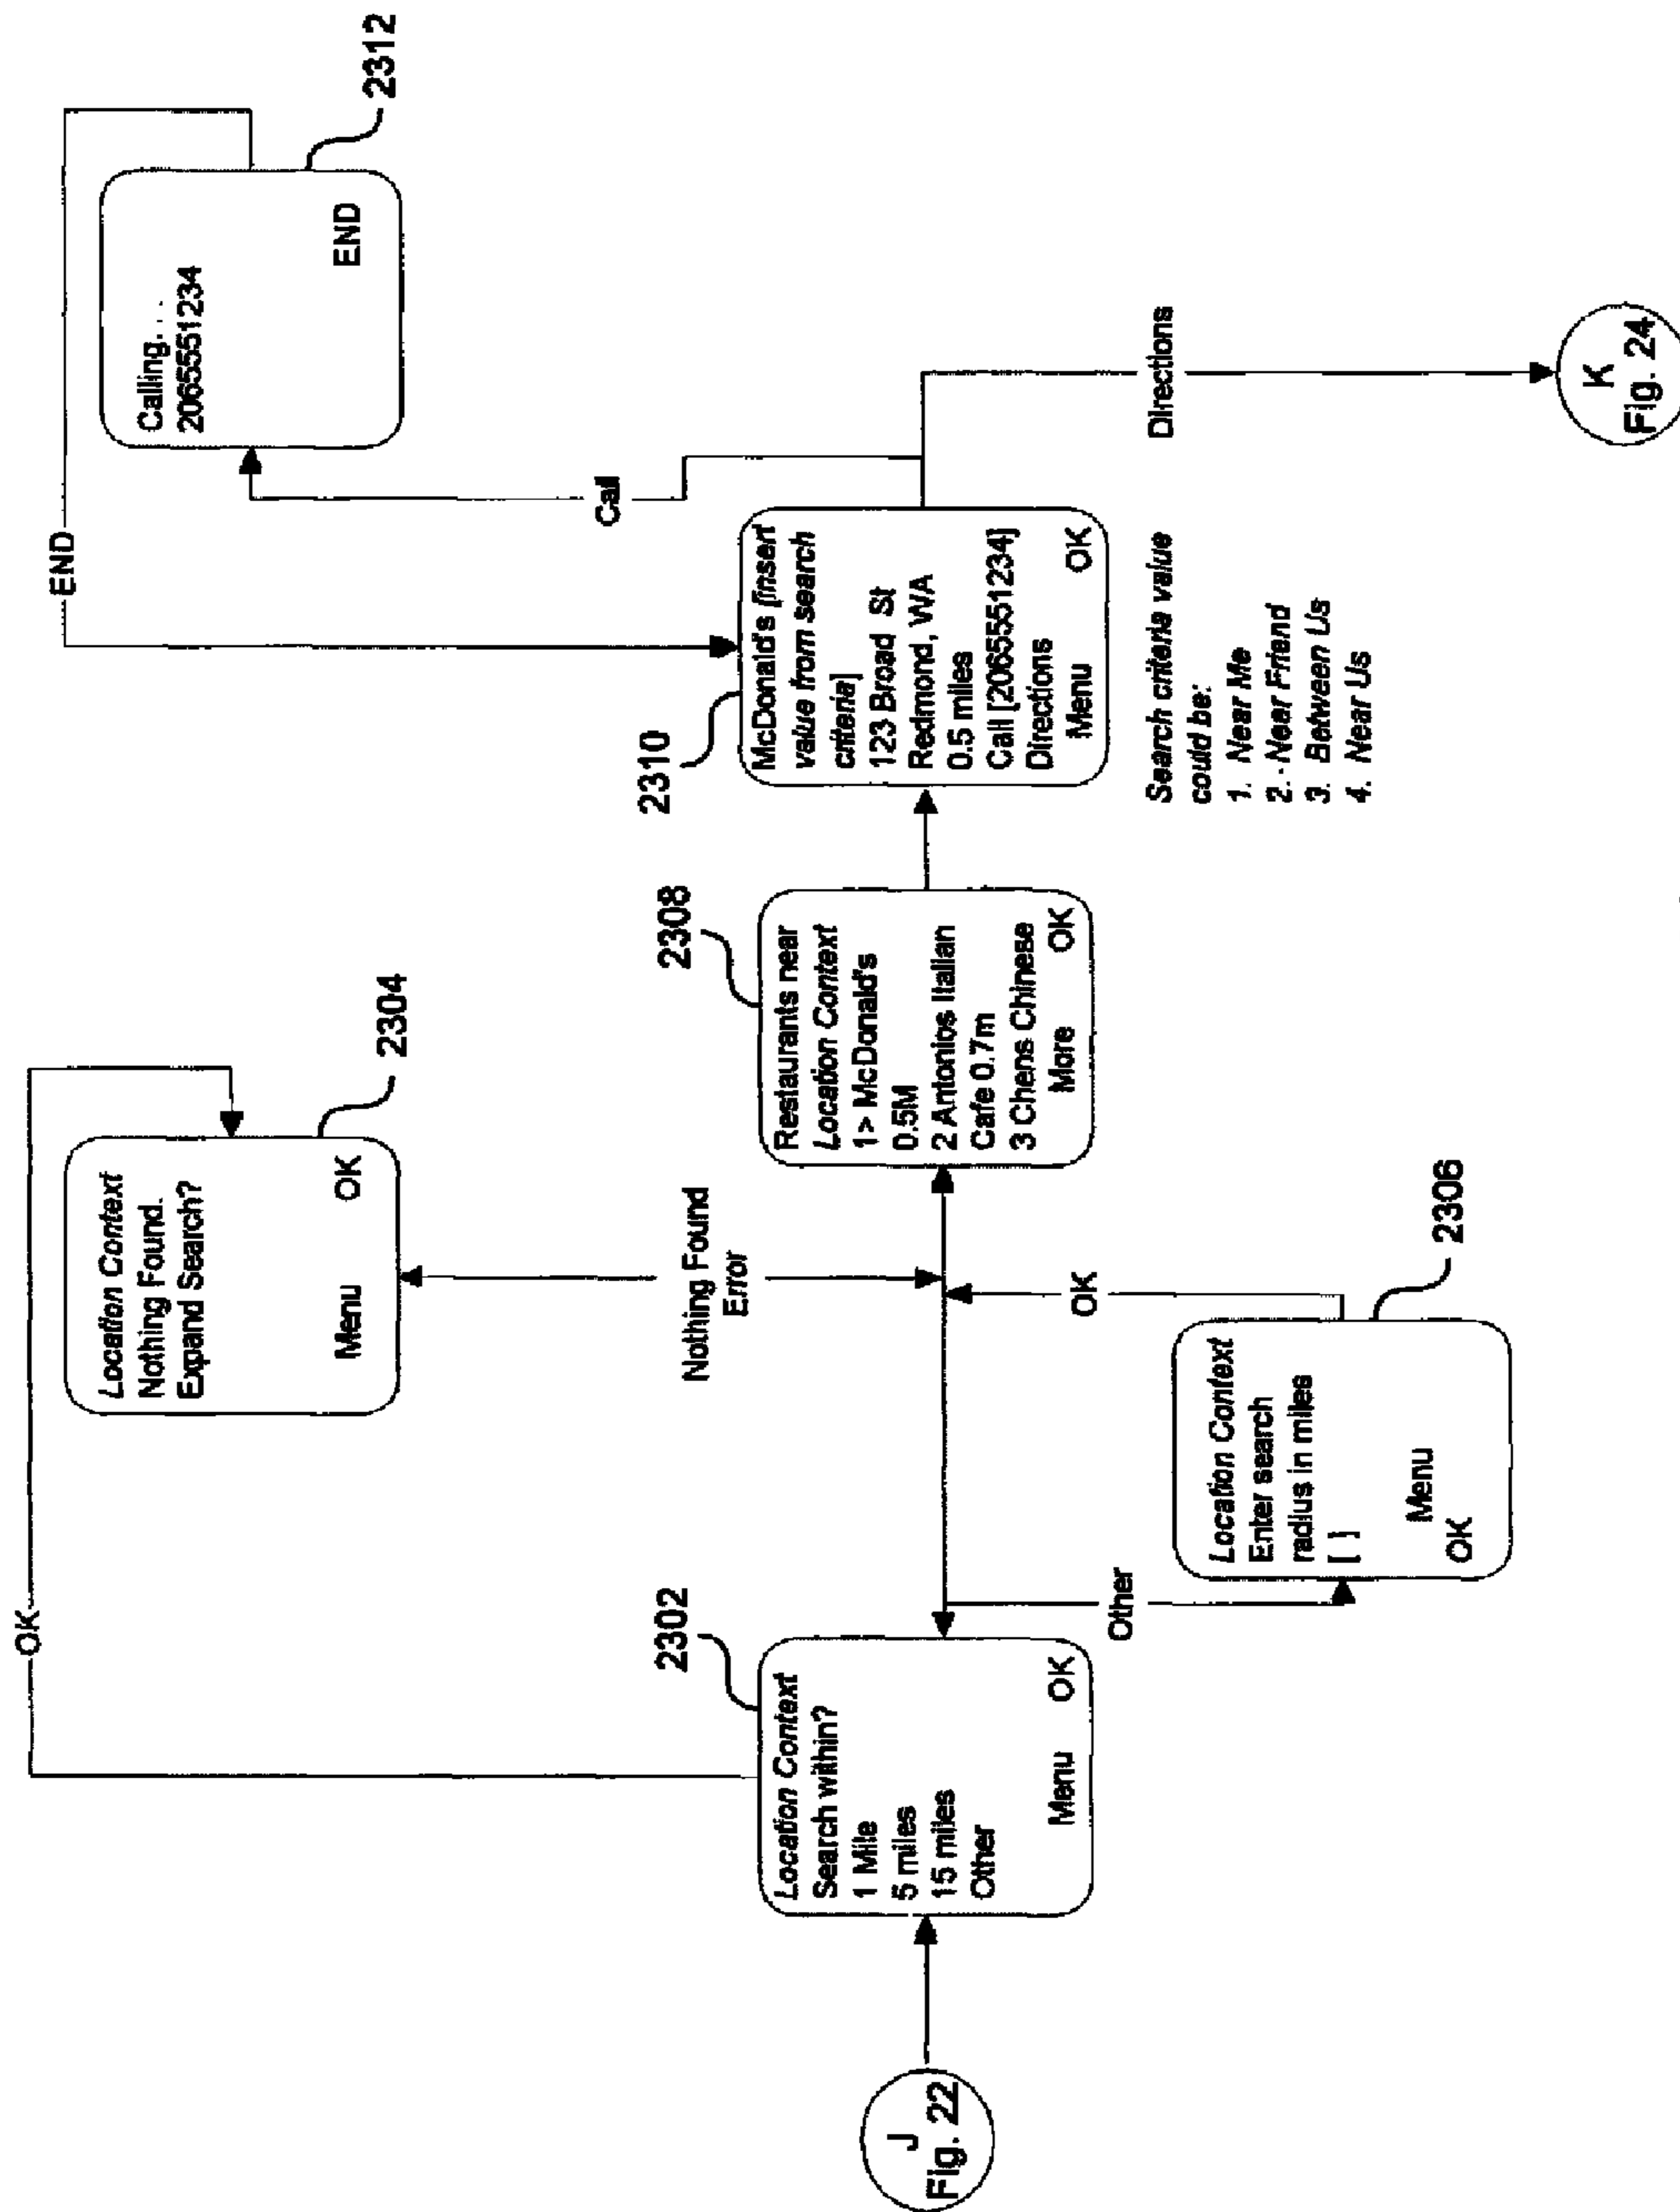 J
Fig. 22
2302
Location Context
Search within?
1 Mile
5 miles
15 miles
Other
Menu OK
OK
Other
2304
Location Context
Nothing Found.
Expand Search?
Menu OK
Nothing Found
Error
2306
Location Context
Enter search
radius in miles
[ ]
Menu
OK
OK
2308
Restaurants near
Location Context
1> McDonald's
0.5M
2 Antonios Italian
Cafe 0.7m
3 Chens Chinese
More OK
2310
McDonald's [insert
value from search
criteria]
123 Broad St
Redmond, WA
0.5 miles
Call [2065551234]
Directions
Menu OK
Search criteria value
could be:
1. Near Me
2. Near Friend
3. Between Us
4. Near Us
END
Call
2312
Calling...
2065551234
END
Directions
K
Fig. 24